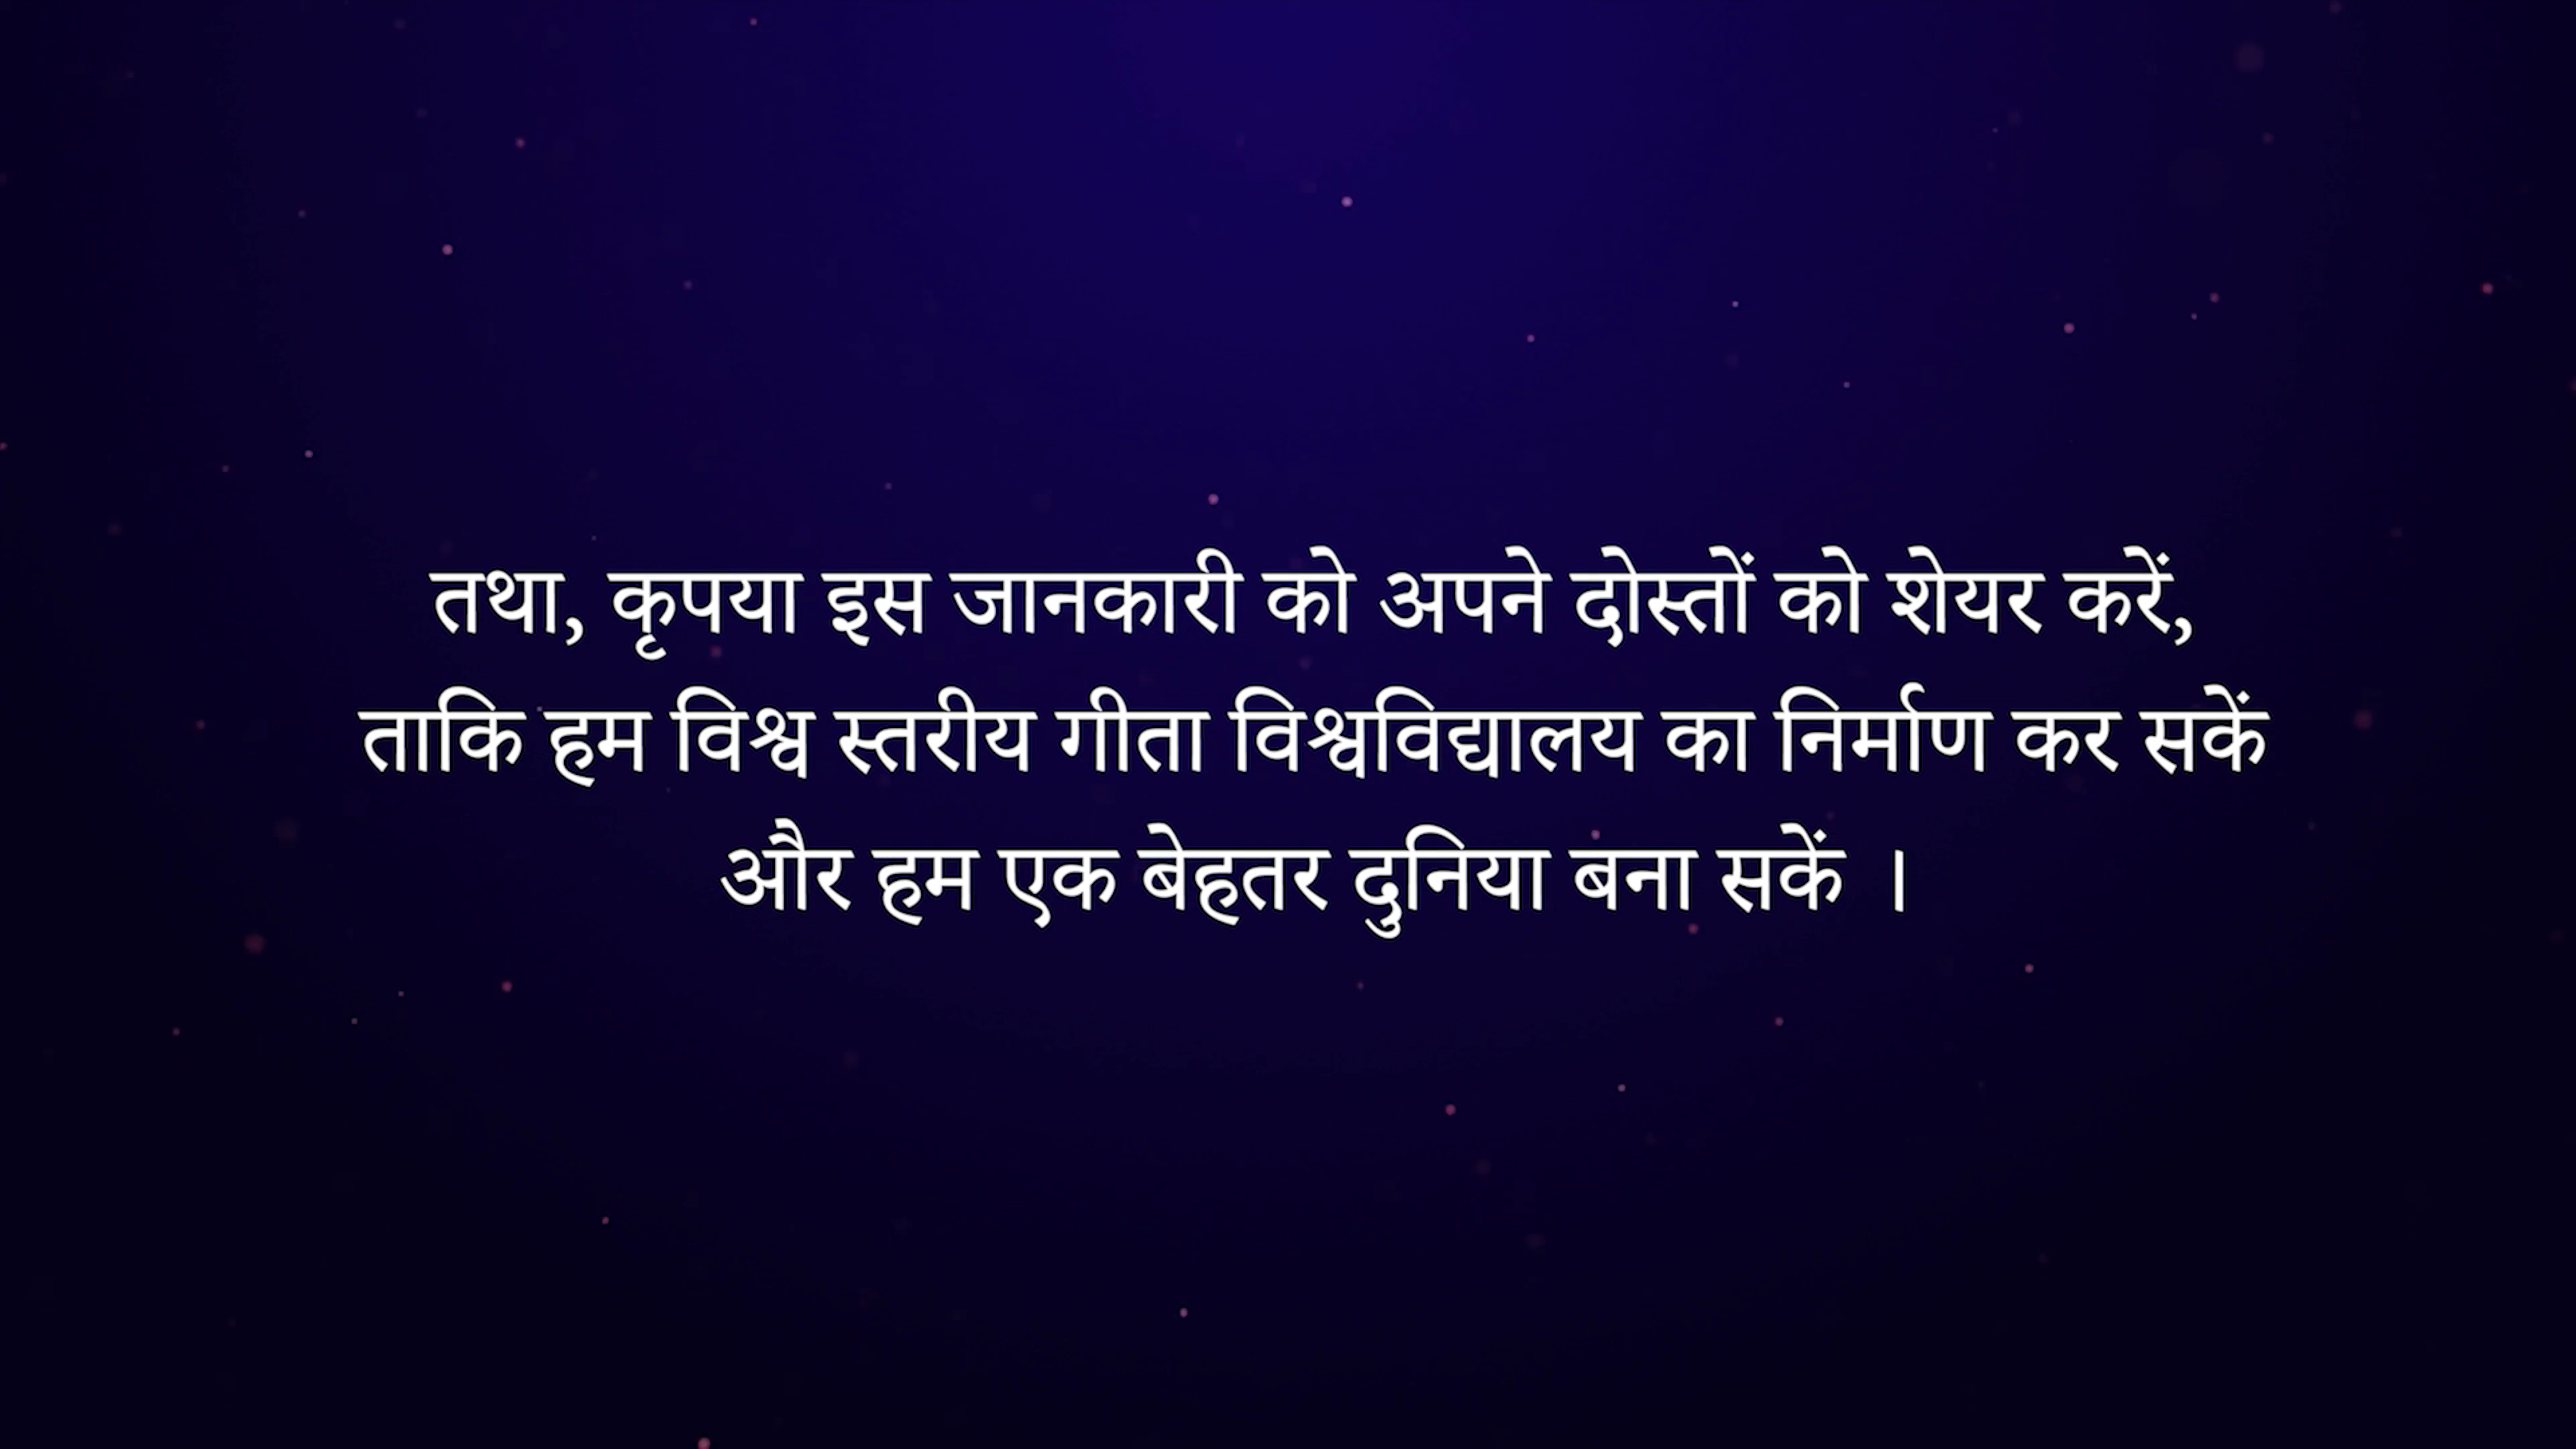 तथा, कृपया इस जानकारी को अपने दोस्तों को शेयर करें,
ताकि हम विश्व स्तरीय गीता विश्वविद्यालय का निर्माण कर सकें
और हम एक बेहतर दुनिया बना सकें ।